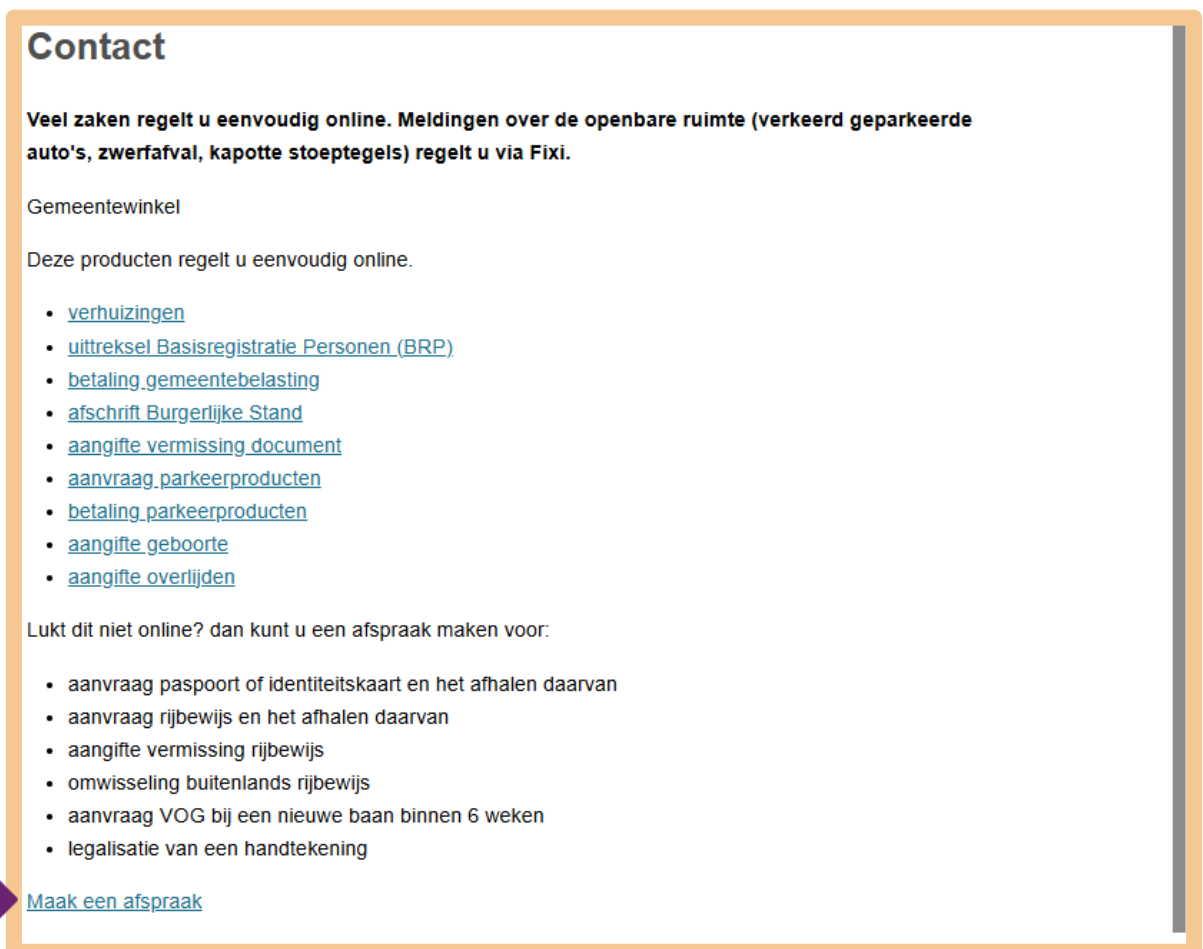 Contact
Veel zaken regelt u eenvoudig online. Meldingen over de openbare ruimte (verkeerd geparkeerde
auto's, zwerfafval, kapotte stoeptegels) regelt u via Fixi.
Gemeentewinkel
Deze producten regelt u eenvoudig online.
• verhuizingen
• uittreksel Basisregistratie Personen (BRP)
• betaling gemeentebelasting
• afschrift Burgerlijke Stand
• aangifte vermissing document
• aanvraag parkeerproducten
• betaling parkeerproducten
• aangifte geboorte
• aangifte overlijden
Lukt dit niet online? dan kunt u een afspraak maken voor:
• aanvraag paspoort of identiteitskaart en het afhalen daarvan
• aanvraag rijbewijs en het afhalen daarvan
• aangifte vermissing rijbewijs
• omwisseling buitenlands rijbewijs
• aanvraag VOG bij een nieuwe baan binnen 6 weken
• legalisatie van een handtekening
Maak een afspraak